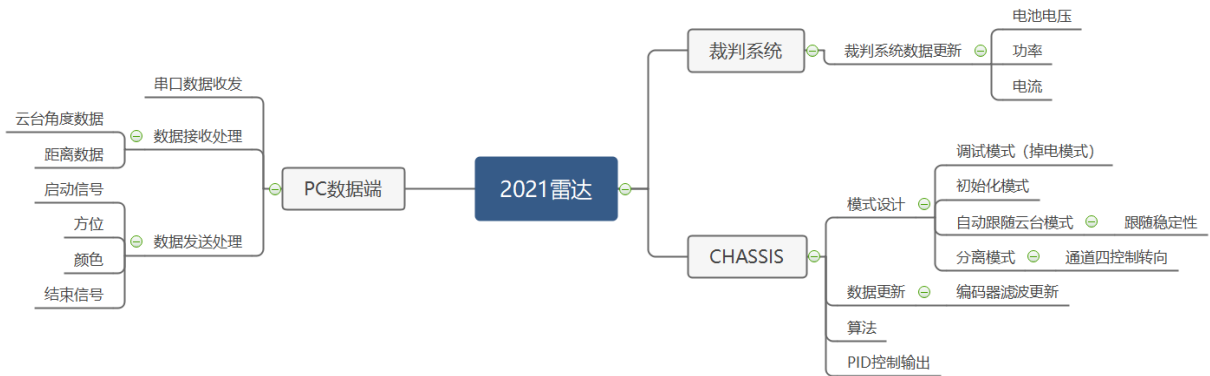 2021雷达
裁判系统
裁判系统数据更新
电池电压
功率
电流
CHASSIS
模式设计
调试模式（掉电模式）
初始化模式
自动跟随云台模式
跟随稳定性
分离模式
通道四控制转向
数据更新
编码器滤波更新
算法
PID控制输出
PC数据端
串口数据收发
数据接收处理
云台角度数据
距离数据
数据发送处理
启动信号
方位
颜色
结束信号